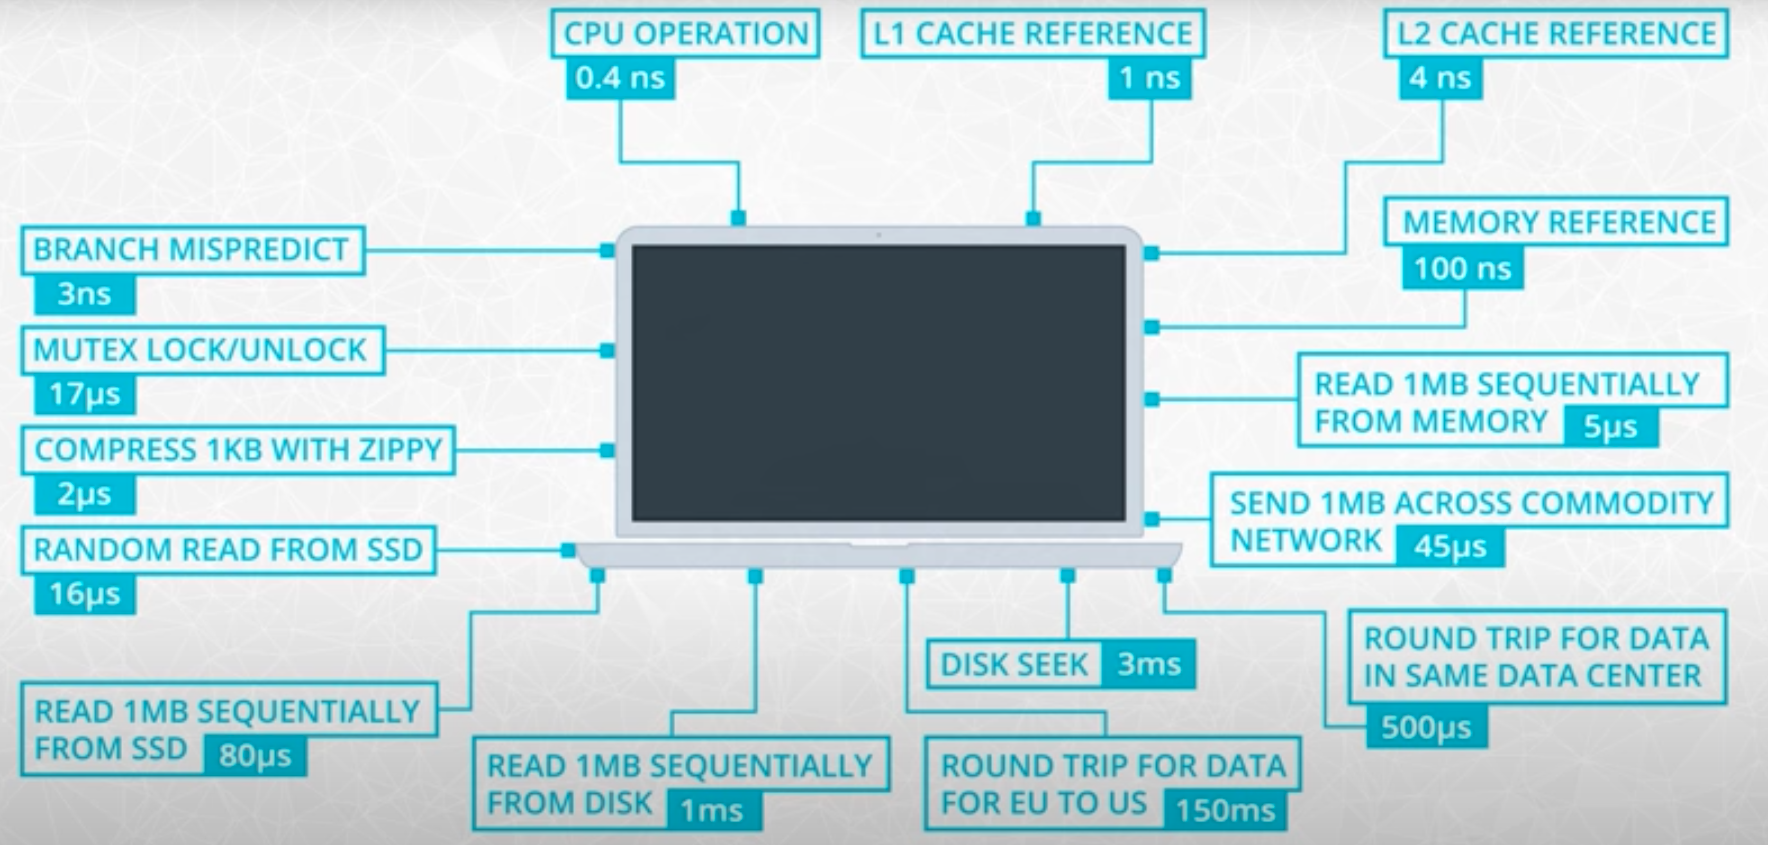 CPU OPERATION
0.4 ns
L1 CACHE REFERENCE
1 ns
L2 CACHE REFERENCE
4 ns
MEMORY REFERENCE
100 ns
BRANCH MISPREDICT
3ns
MUTEX LOCK/UNLOCK
17µs
COMPRESS 1KB WITH ZIPPY
2µs
RANDOM READ FROM SSD
16µs
READ 1MB SEQUENTIALLY
FROM MEMORY 5µs
SEND 1MB ACROSS COMMODITY
NETWORK 45µs
ROUND TRIP FOR DATA
IN SAME DATA CENTER
500µs
DISK SEEK 3ms
READ 1MB SEQUENTIALLY
FROM SSD 80µs
READ 1MB SEQUENTIALLY
FROM DISK 1ms
ROUND TRIP FOR DATA
FOR EU TO US 150ms